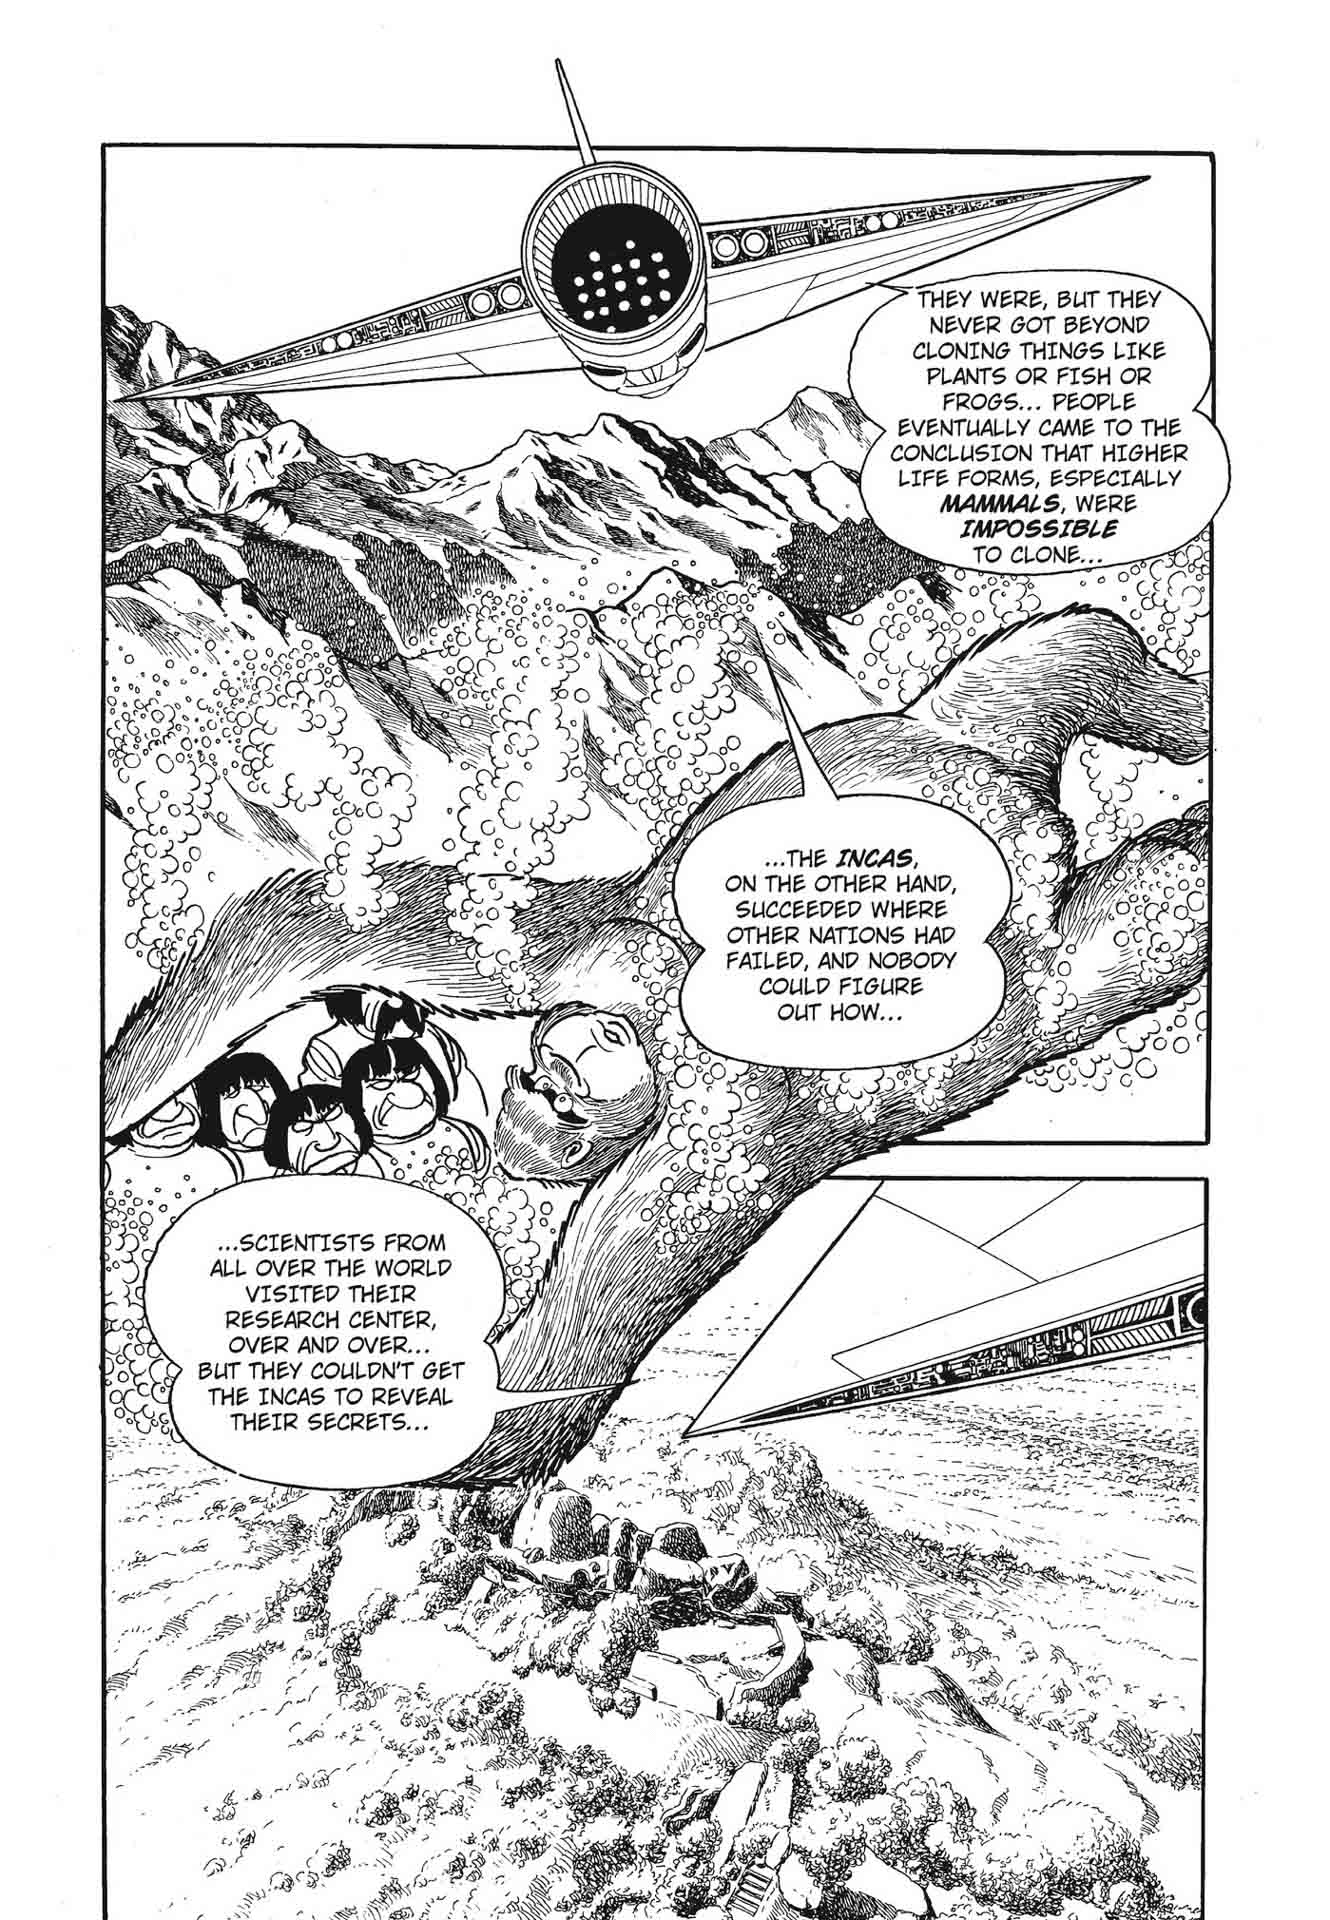 THEY WERE, BUT THEY
NEVER GOT BEYOND
CLONING THINGS LIKE
PLANTS OR FISH OR
FROGS... PEOPLE
EVENTUALLY CAME TO THE
CONCLUSION THAT HIGHER
LIFE FORMS, ESPECIALLY
MAMMALS, WERE
IMPOSSIBLE
TO CLONE...
...THE INCAS,
ON THE OTHER HAND,
SUCCEEDED WHERE
OTHER NATIONS HAD
FAILED, AND NOBODY
COULD FIGURE
OUT HOW...
...SCIENTISTS FROM
ALL OVER THE WORLD
VISITED THEIR
RESEARCH CENTER,
OVER AND OVER...
BUT THEY COULDN'T GET
THE INCAS TO REVEAL
THEIR SECRETS...